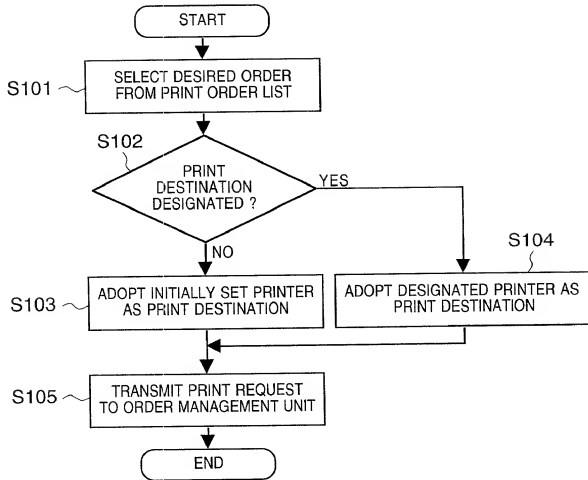 START
S101
SELECT DESIRED ORDER
FROM PRINT ORDER LIST
S102
PRINT
DESTINATION
DESIGNATED ?
YES
NO
S104
S103
ADOPT INITIALLY SET PRINTER
AS PRINT DESTINATION
ADOPT DESIGNATED PRINTER AS
PRINT DESTINATION
S105
TRANSMIT PRINT REQUEST
TO ORDER MANAGEMENT UNIT
END